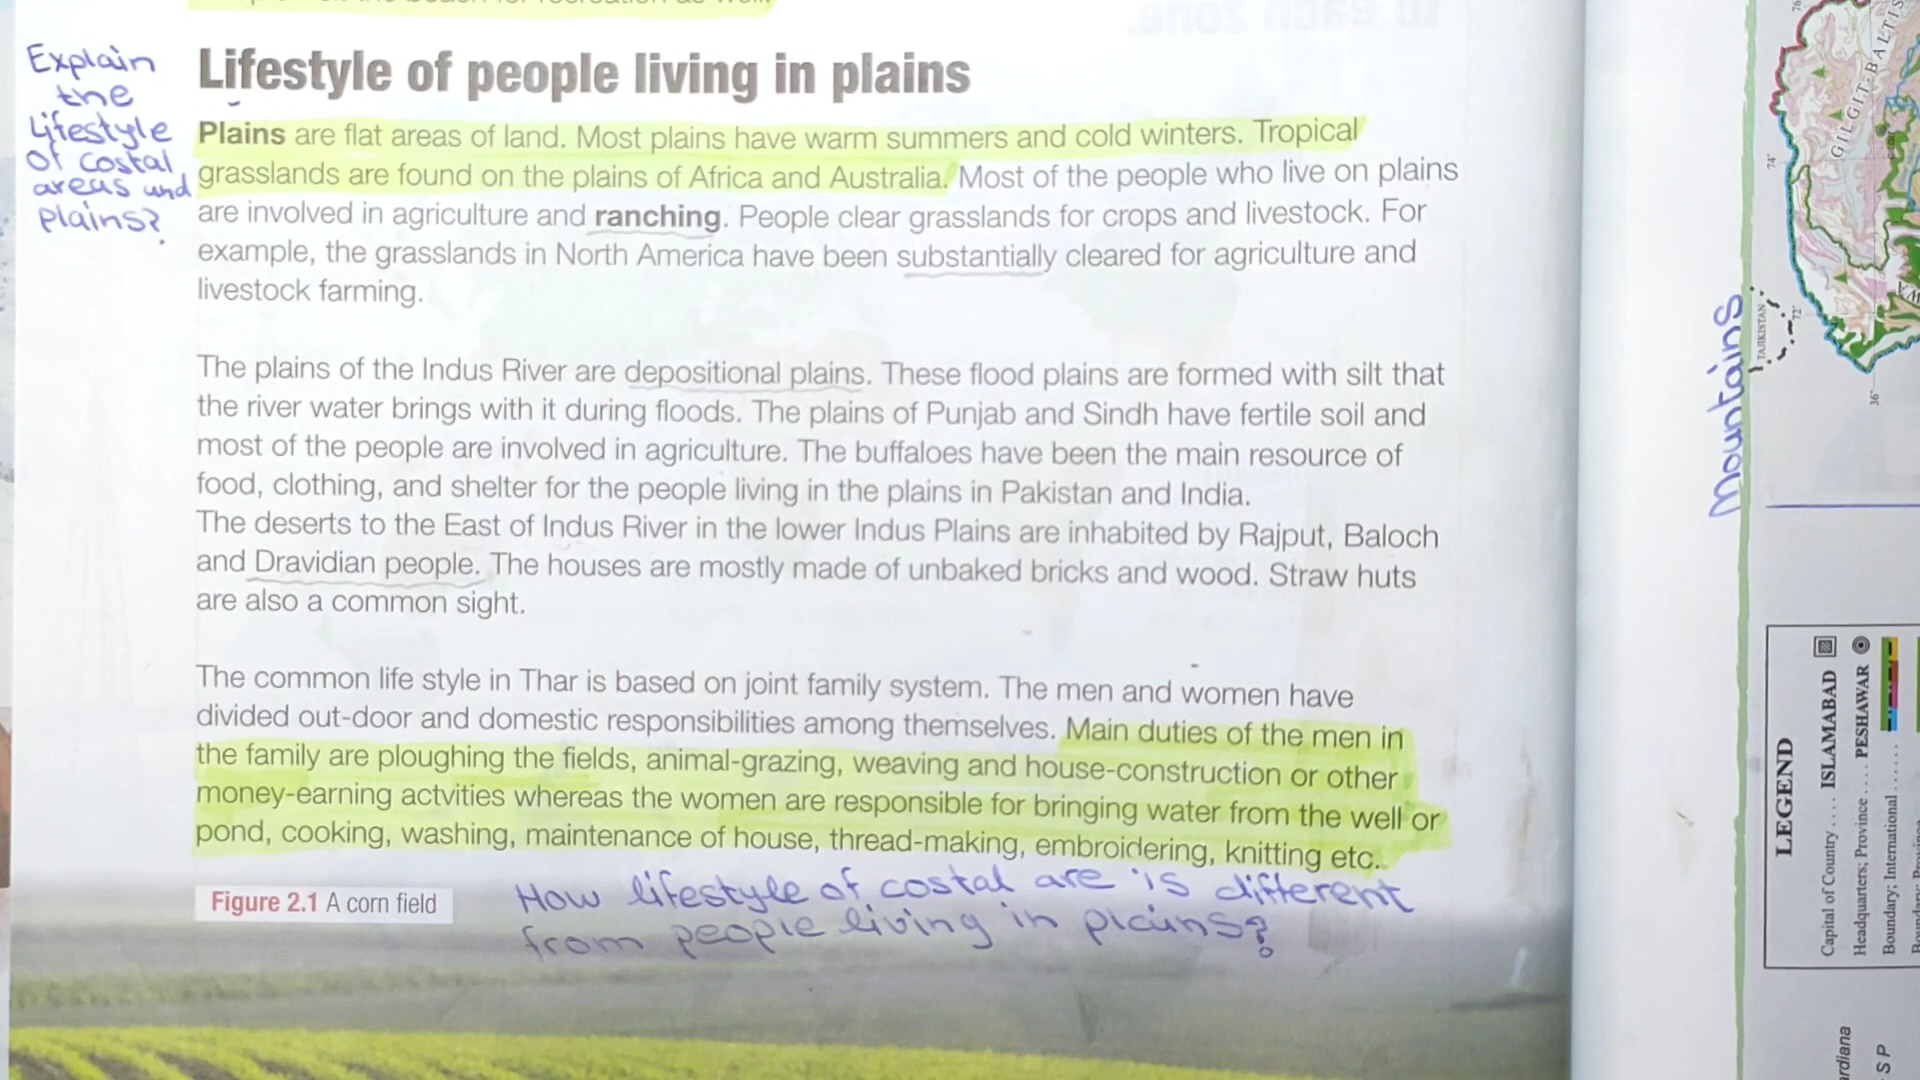 Explain
the
Lifestyle
of costal
areas and
plains?
Lifestyle of people living in plains
Plains are flat areas of land. Most plains have warm summers and cold winters. Tropical
grasslands are found on the plains of Africa and Australia. Most of the people who live on plains
are involved in agriculture and ranching. People clear grasslands for crops and livestock. For
example, the grasslands in North America have been substantially cleared for agriculture and
livestock farming.
The plains of the Indus River are depositional plains. These flood plains are formed with silt that
the river water brings with it during floods. The plains of Punjab and Sindh have fertile soil and
most of the people are involved in agriculture. The buffaloes have been the main resource of
food, clothing, and shelter for the people living in the plains in Pakistan and India.
The deserts to the East of Indus River in the lower Indus Plains are inhabited by Rajput, Baloch
and Dravidian people. The houses are mostly made of unbaked bricks and wood. Straw huts
are also a common sight.
The common life style in Thar is based on joint family system. The men and women have
divided out-door and domestic responsibilities among themselves. Main duties of the men in
the family are ploughing the fields, animal-grazing, weaving and house-construction or other
money-earning actvities whereas the women are responsible for bringing water from the well or
pond, cooking, washing, maintenance of house, thread-making, embroidering, knitting etc.
Figure 2.1 A corn field
How lifestyle of costal are is different
from people living in plains?
Mountains
GILGIT-BALTIS
TAJIKISTAN
76°
74°
72°
36°
LEGEND
Capital of Country .... ISLAMABAD
Headquarters; Province .... PESHAWAR
Boundary; International ......
S P